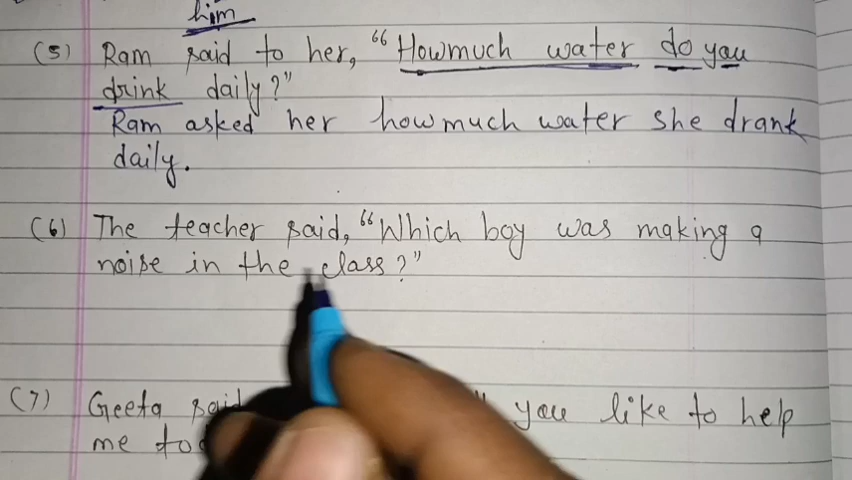 him
(5) Ram said to her, "Howmuch water do you
drink daily?"
Ram asked her howmuch water she drank
daily.
(6) The teacher said, "Which boy was making a
noise in the class?"
(7) Geeta said you like to help
me